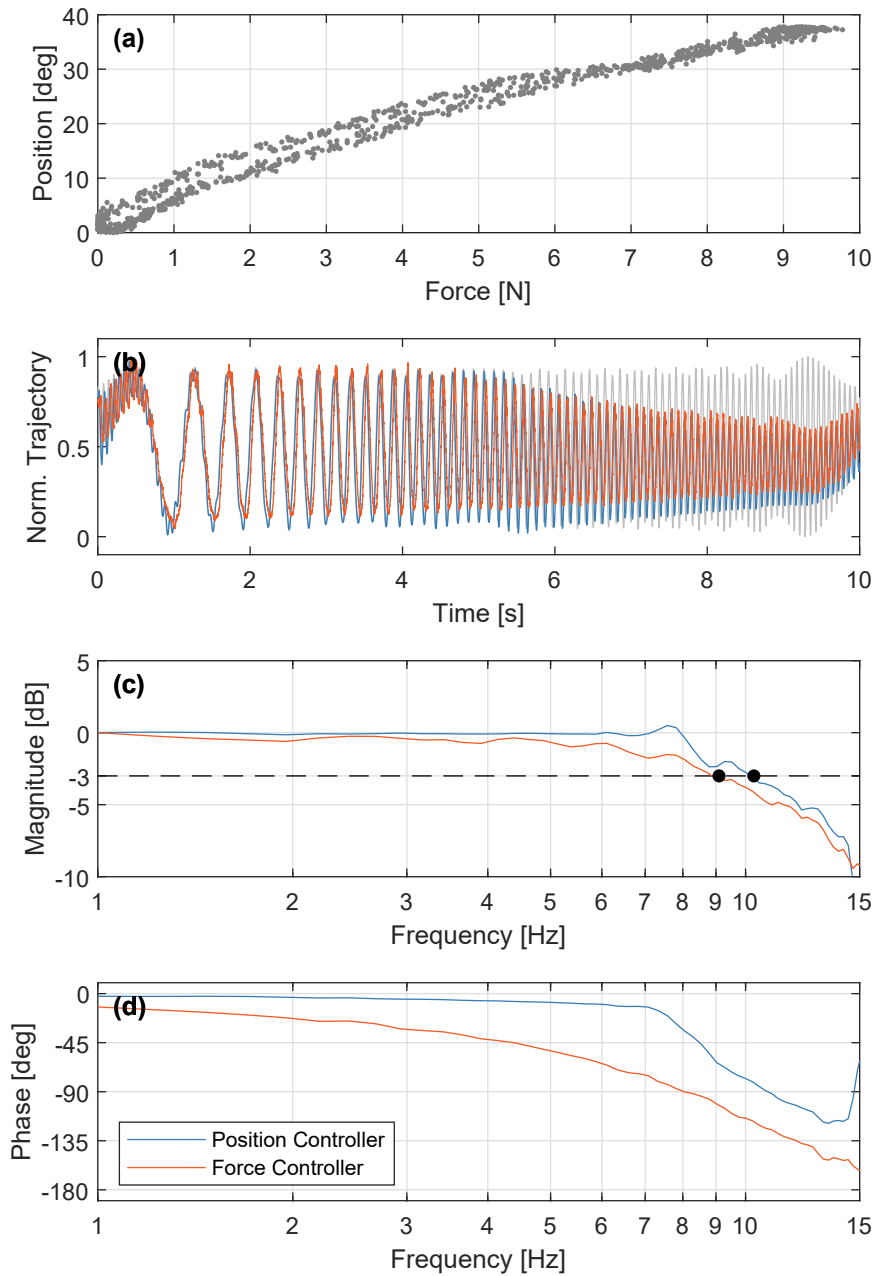 (a)
Position [deg]
40
30
20
10
0
0 1 2 3 4 5 6 7 8 9 10
Force [N]
(b)
Norm. Trajectory
1
0.5
0
0 2 4 6 8 10
Time [s]
(c)
Magnitude [dB]
5
0
-3
-5
-10
1 2 3 4 5 6 7 8 9 10 15
Frequency [Hz]
(d)
Phase [deg]
0
-45
-90
-135
-180
Position Controller
Force Controller
1 2 3 4 5 6 7 8 9 10 15
Frequency [Hz]